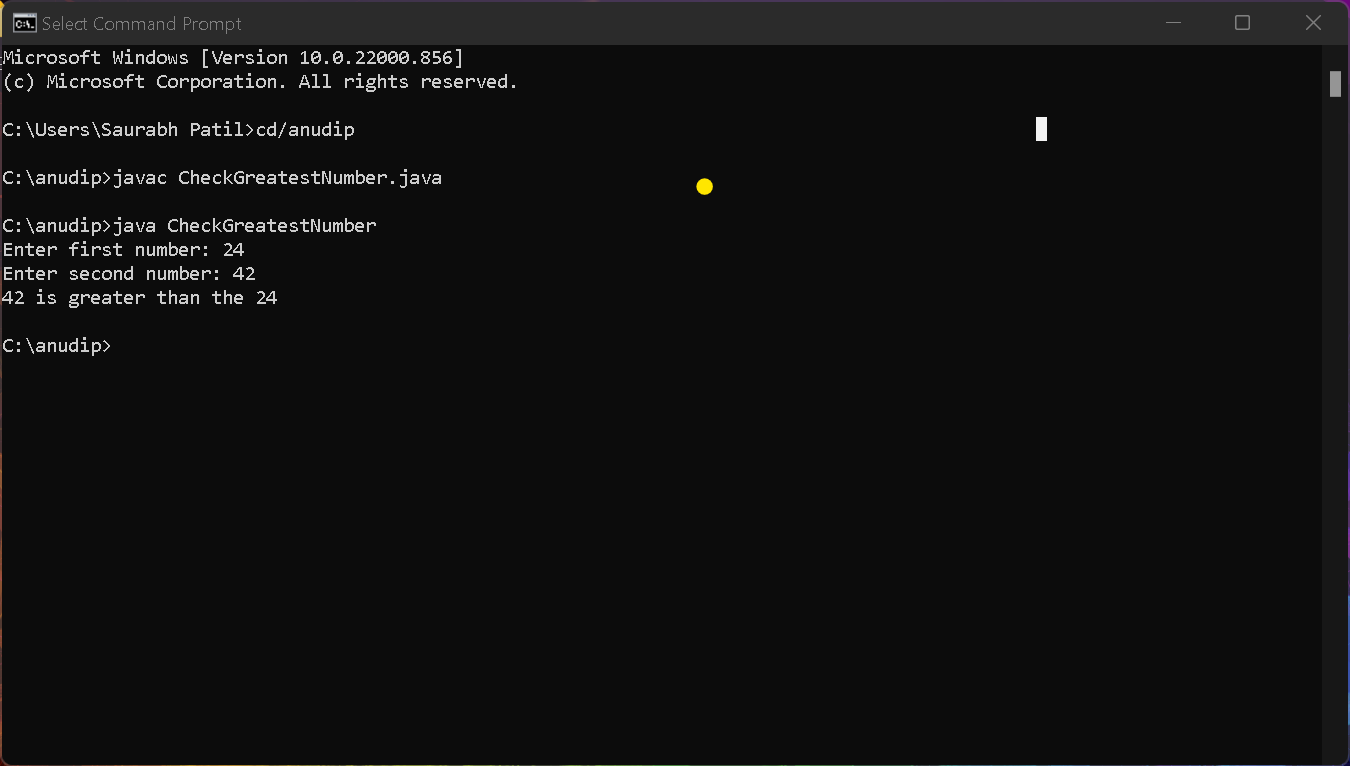 Select Command Prompt
Microsoft Windows [Version 10.0.22000.856]
(c) Microsoft Corporation. All rights reserved.
C:\Users\Saurabh Patil>cd/anudip
C:\anudip>javac CheckGreatestNumber.java
C:\anudip>java CheckGreatestNumber
Enter first number: 24
Enter second number: 42
42 is greater than the 24
C:\anudip>